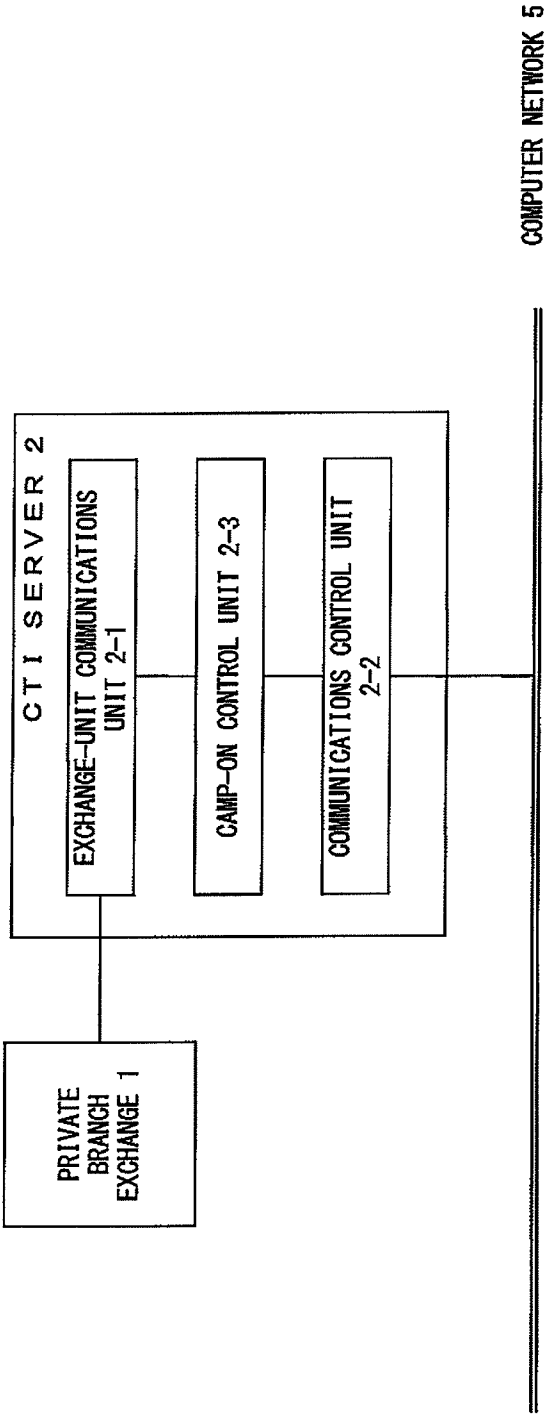 PRIVATE
BRANCH
EXCHANGE 1
CTI SERVER 2
EXCHANGE-UNIT COMMUNICATIONS
UNIT 2-1
CAMP-ON CONTROL UNIT 2-3
COMMUNICATIONS CONTROL UNIT
2-2
COMPUTER NETWORK 5